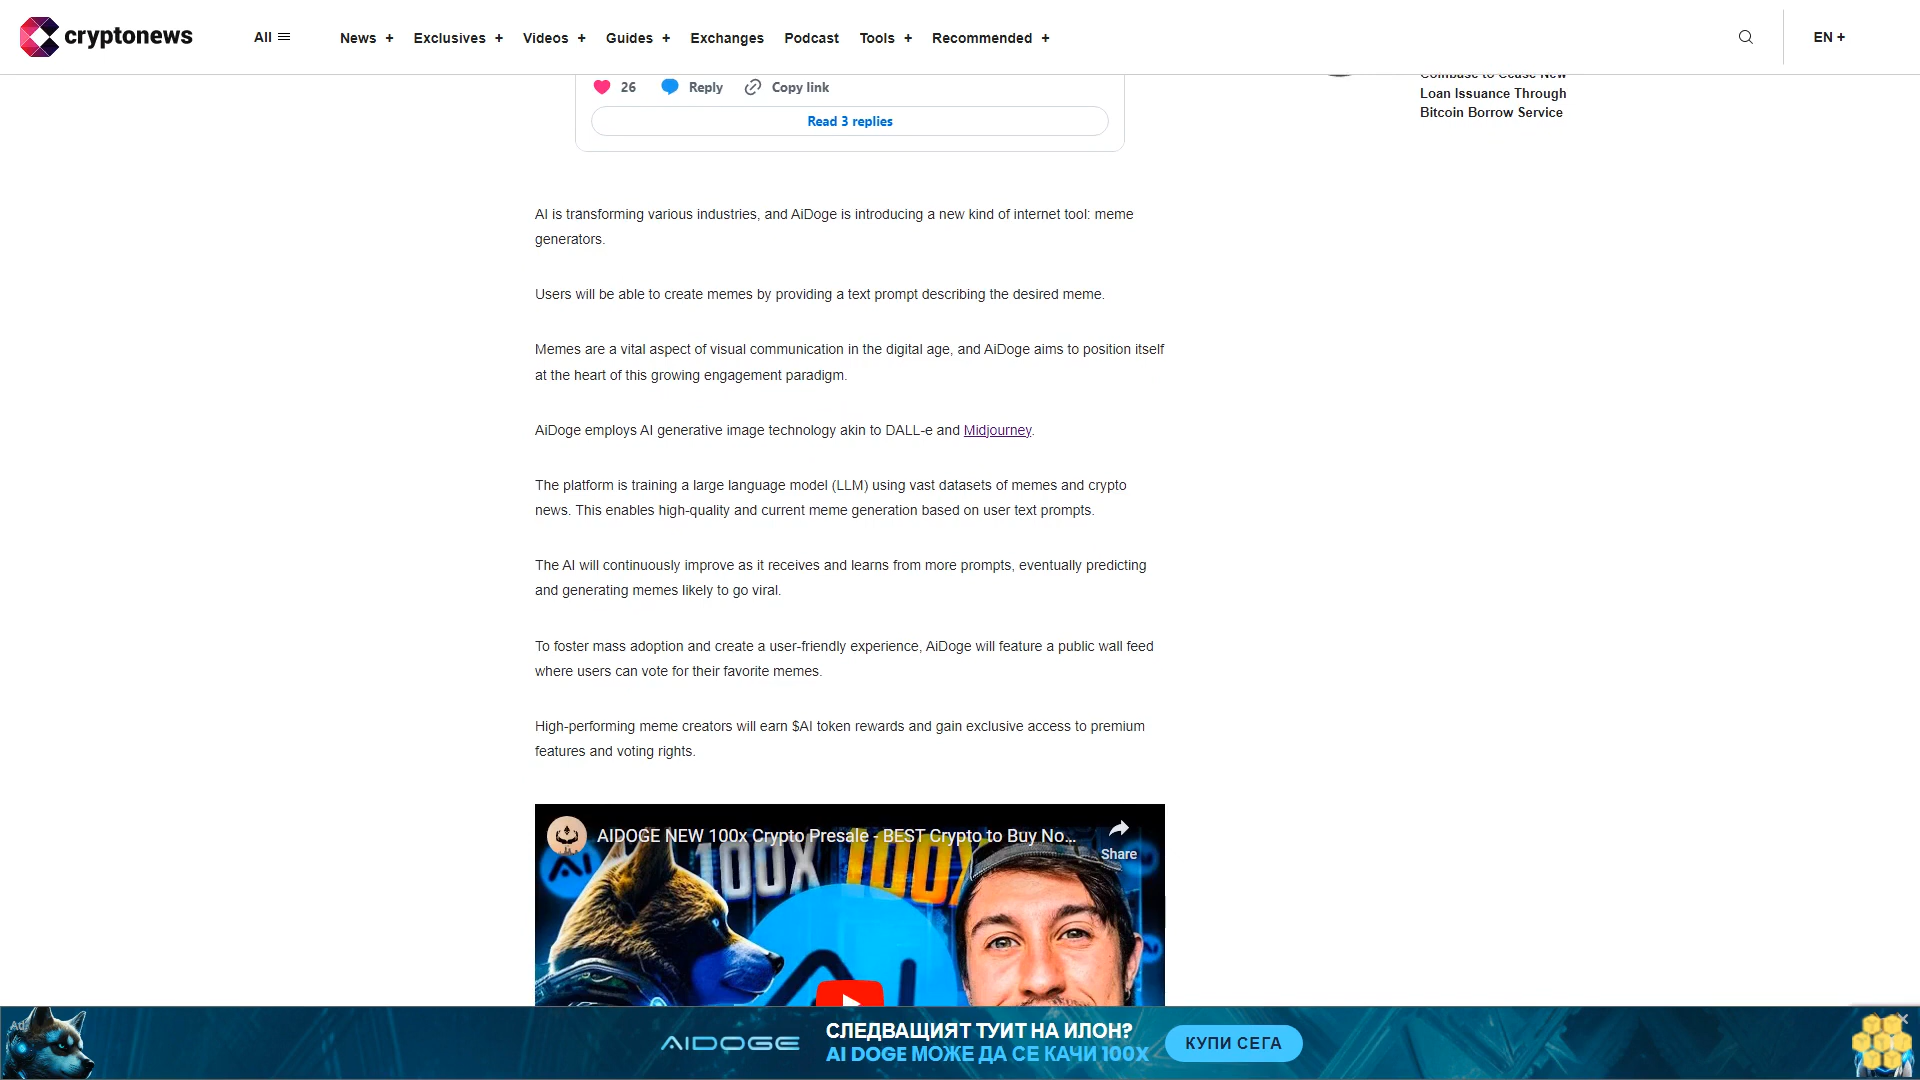 cryptonews
All
News +
Exclusives +
Videos +
Guides +
Exchanges
Podcast
Tools +
Recommended +
EN +
26
Reply
Copy link
Read 3 replies
Coinbase to Cease New
Loan Issuance Through
Bitcoin Borrow Service
AI is transforming various industries, and AiDoge is introducing a new kind of internet tool: meme
generators.
Users will be able to create memes by providing a text prompt describing the desired meme.
Memes are a vital aspect of visual communication in the digital age, and AiDoge aims to position itself
at the heart of this growing engagement paradigm.
AiDoge employs AI generative image technology akin to DALL-e and Midjourney.
The platform is training a large language model (LLM) using vast datasets of memes and crypto
news. This enables high-quality and current meme generation based on user text prompts.
The AI will continuously improve as it receives and learns from more prompts, eventually predicting
and generating memes likely to go viral.
To foster mass adoption and create a user-friendly experience, AiDoge will feature a public wall feed
where users can vote for their favorite memes.
High-performing meme creators will earn $AI token rewards and gain exclusive access to premium
features and voting rights.
AIDOGE NEW 100x Crypto Presale - BEST Crypto to Buy No...
Share
100X 100X
AI
AI
Ad
AIDOGE
СЛЕДВАЩИЯТ ТУИТ НА ИЛОН?
AI DOGE МОЖЕ ДА СЕ КАЧИ 100X
КУПИ СЕГА